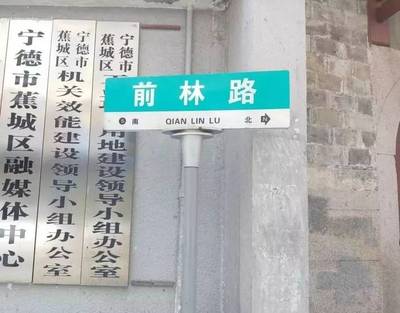 前林路
S 南 QIAN LIN LU 北 N
宁德市蕉城区融媒体中心
宁德市
蕉城区
机关效能建设领导小组办公室
宁德市
蕉城区
用地建设领导小组办公室